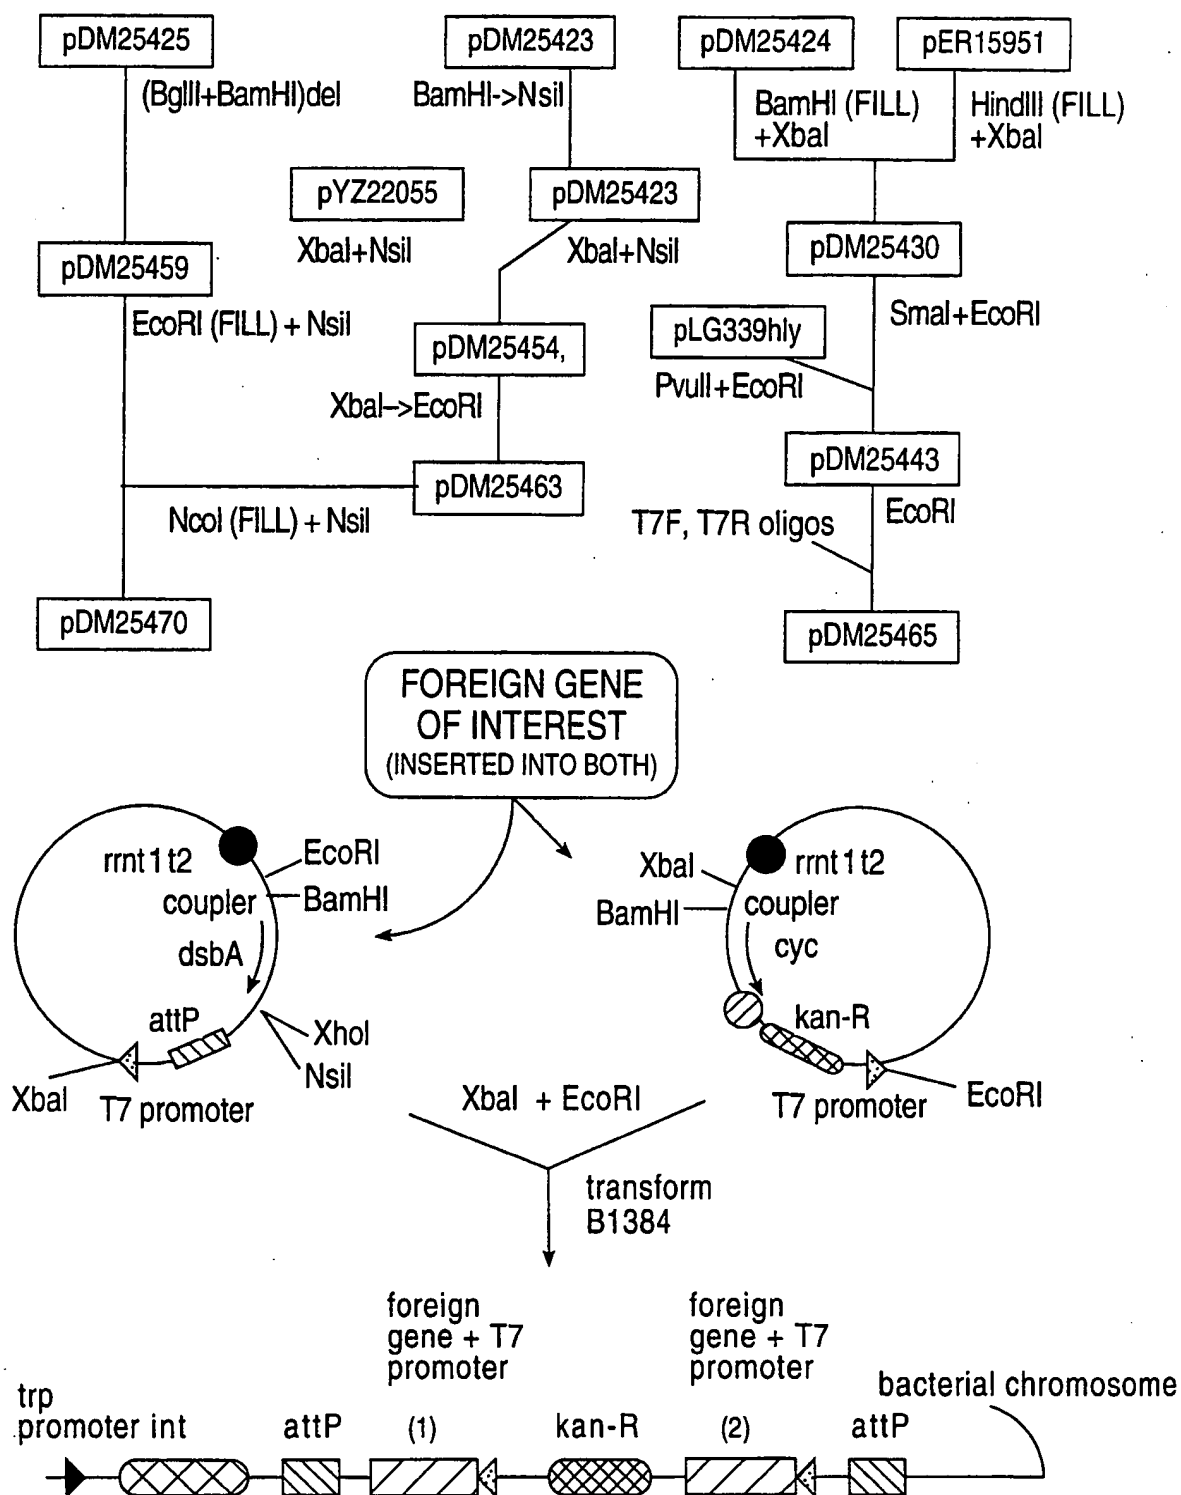 pDM25425
pDM25423
pDM25424
pER15951
(BglII+BamHI)del
BamHI->NsiI
BamHI (FILL)
+XbaI
HindIII (FILL)
+XbaI
pYZ22055
pDM25423
XbaI+NsiI
XbaI+NsiI
pDM25430
pDM25459
EcoRI (FILL) + NsiI
SmaI+EcoRI
pLG339hly
pDM25454,
PvuII+EcoRI
XbaI->EcoRI
pDM25443
pDM25463
EcoRI
NcoI (FILL) + NsiI
T7F, T7R oligos
pDM25470
pDM25465
FOREIGN GENE
OF INTEREST
(INSERTED INTO BOTH)
rrnt1t2
EcoRI
coupler
BamHI
dsbA
attP
XhoI
NsiI
XbaI
T7 promoter
XbaI
rrnt1t2
BamHI
coupler
cyc
kan-R
T7 promoter
EcoRI
XbaI + EcoRI
transform
B1384
foreign
gene + T7
promoter
foreign
gene + T7
promoter
bacterial chromosome
trp
promoter int
attP
(1)
kan-R
(2)
attP